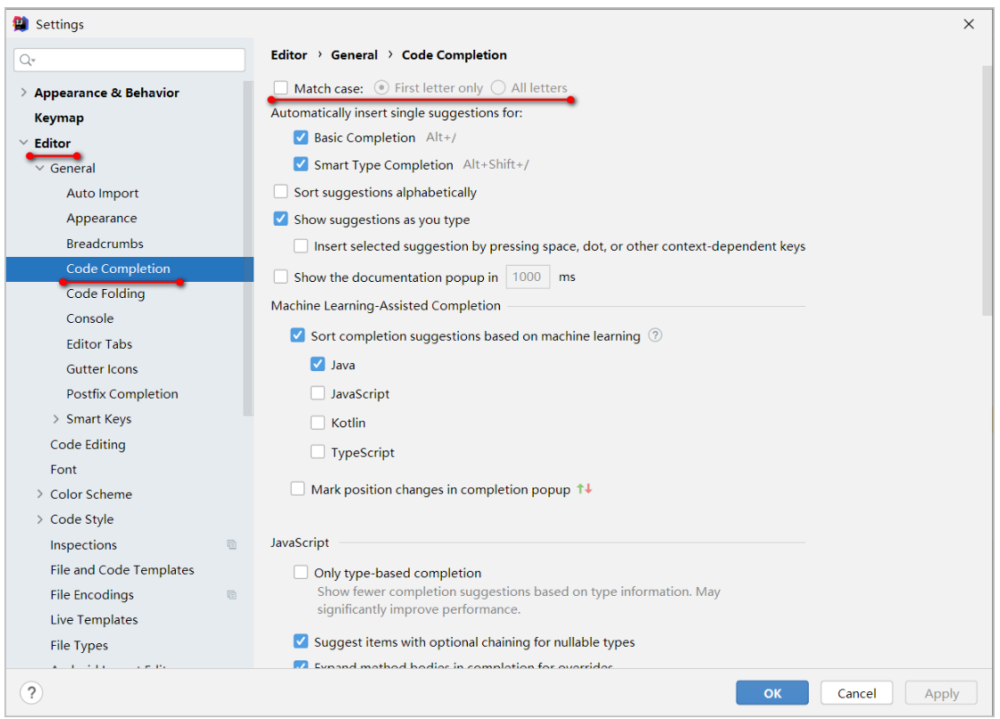 Settings
Appearance & Behavior
Keymap
Editor
General
Auto Import
Appearance
Breadcrumbs
Code Completion
Code Folding
Console
Editor Tabs
Gutter Icons
Postfix Completion
Smart Keys
Code Editing
Font
Color Scheme
Code Style
Inspections
File and Code Templates
File Encodings
Live Templates
File Types
Editor › General › Code Completion
Match case: First letter only All letters
Automatically insert single suggestions for:
Basic Completion Alt+/
Smart Type Completion Alt+Shift+/
Sort suggestions alphabetically
Show suggestions as you type
Insert selected suggestion by pressing space, dot, or other context-dependent keys
Show the documentation popup in 1000 ms
Machine Learning-Assisted Completion
Sort completion suggestions based on machine learning ?
Java
JavaScript
Kotlin
TypeScript
Mark position changes in completion popup
JavaScript
Only type-based completion
Show fewer completion suggestions based on type information. May
significantly improve performance.
Suggest items with optional chaining for nullable types
Expand method bodies in completion for overrides
? OK Cancel Apply